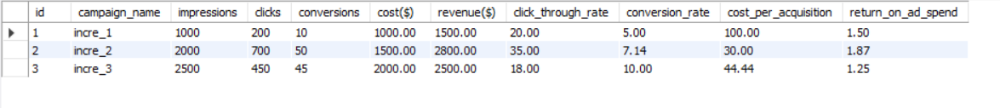 id campaign_name impressions clicks conversions cost($) revenue($) click_through_rate conversion_rate cost_per_acquisition return_on_ad_spend
1 incre_1 1000 200 10 1000.00 1500.00 20.00 5.00 100.00 1.50
2 incre_2 2000 700 50 1500.00 2800.00 35.00 7.14 30.00 1.87
3 incre_3 2500 450 45 2000.00 2500.00 18.00 10.00 44.44 1.25